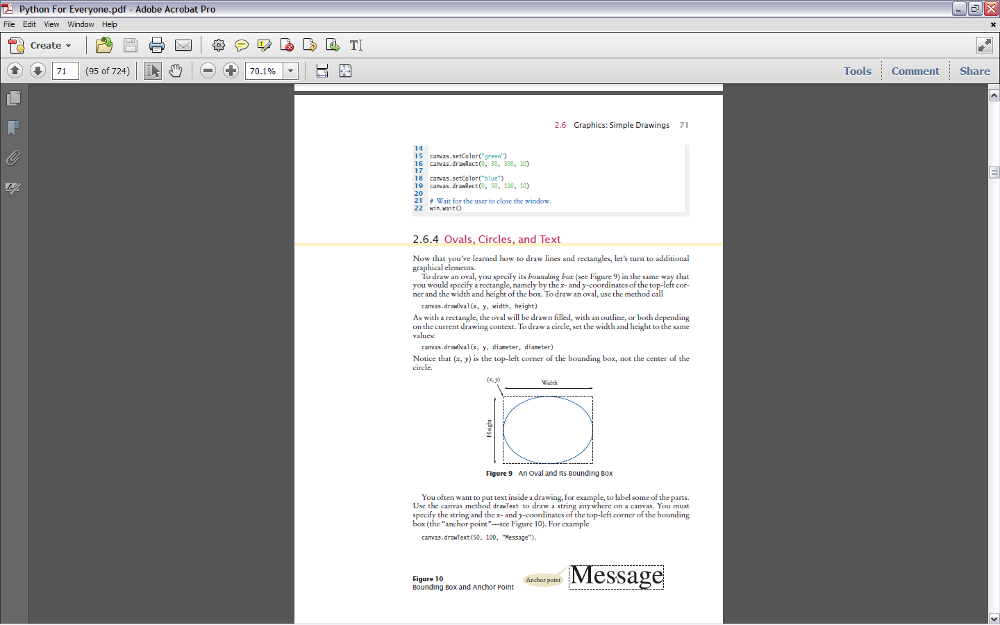 Python For Everyone.pdf - Adobe Acrobat Pro
File Edit View Window Help
Create
71 (95 of 724) 70.1% Tools Comment Share
2.6 Graphics: Simple Drawings 71
14
15 canvas.setColor("green")
16 canvas.drawRect(0, 30, 300, 10)
17
18 canvas.setColor("blue")
19 canvas.drawRect(0, 50, 100, 10)
20
21 # Wait for the user to close the window.
22 win.wait()
2.6.4 Ovals, Circles, and Text
Now that you've learned how to draw lines and rectangles, let's turn to additional
graphical elements.
To draw an oval, you specify its bounding box (see Figure 9) in the same way that
you would specify a rectangle, namely by the x- and y-coordinates of the top-left cor-
ner and the width and height of the box. To draw an oval, use the method call
canvas.drawOval(x, y, width, height)
As with a rectangle, the oval will be drawn filled, with an outline, or both depending
on the current drawing context. To draw a circle, set the width and height to the same
values:
canvas.drawOval(x, y, diameter, diameter)
Notice that (x, y) is the top-left corner of the bounding box, not the center of the
circle.
(x, y)
Width
Height
Figure 9 An Oval and Its Bounding Box
You often want to put text inside a drawing, for example, to label some of the parts.
Use the canvas method drawText to draw a string anywhere on a canvas. You must
specify the string and the x- and y-coordinates of the top-left corner of the bounding
box (the “anchor point”—see Figure 10). For example
canvas.drawText(50, 100, "Message").
Figure 10
Bounding Box and Anchor Point
Anchor point
Message